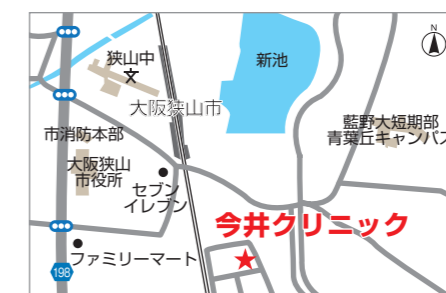 N
狭山中
新池
大阪狭山市
市消防本部
藍野大短期部
青葉丘キャンパス
大阪狭山
市役所
セブン
イレブン
今井クリニック
ファミリーマート
198